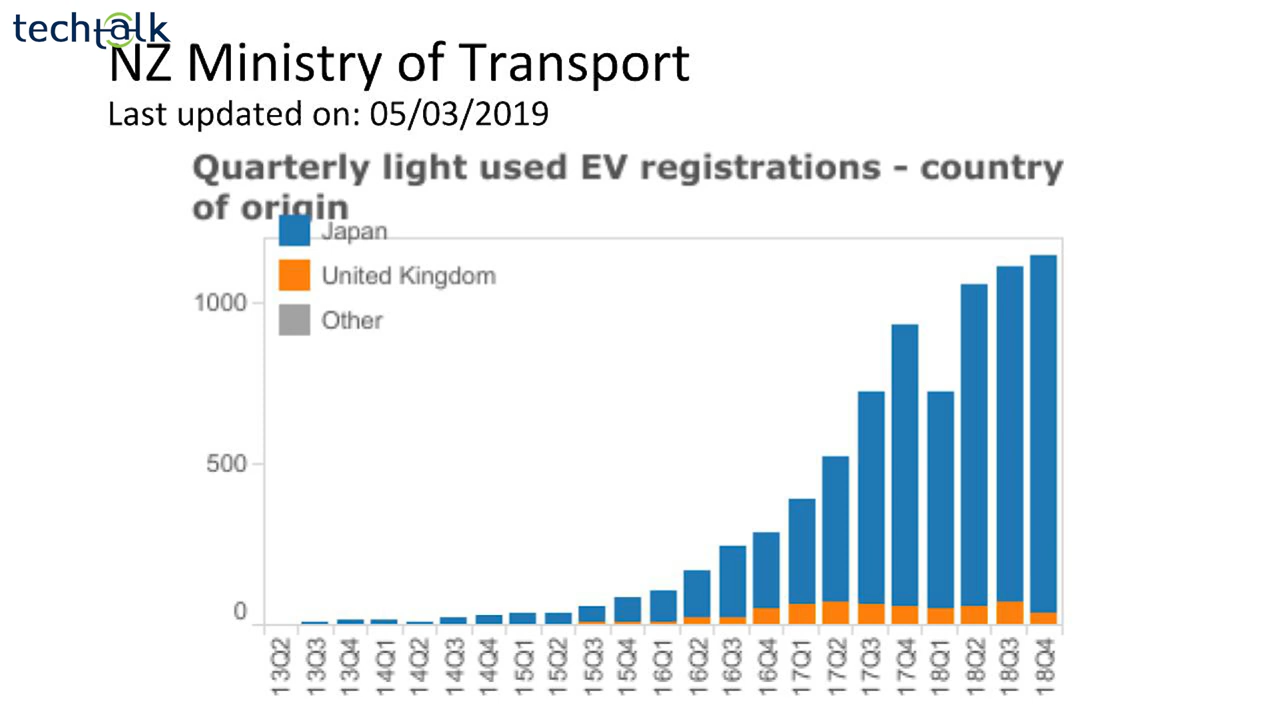 techtalk
NZ Ministry of Transport
Last updated on: 05/03/2019
Quarterly light used EV registrations - country
of origin
Japan
United Kingdom
Other
1000
500
0
13Q2
13Q3
13Q4
14Q1
14Q2
14Q3
14Q4
15Q1
15Q2
15Q3
15Q4
16Q1
16Q2
16Q3
16Q4
17Q1
17Q2
17Q3
17Q4
18Q1
18Q2
18Q3
18Q4